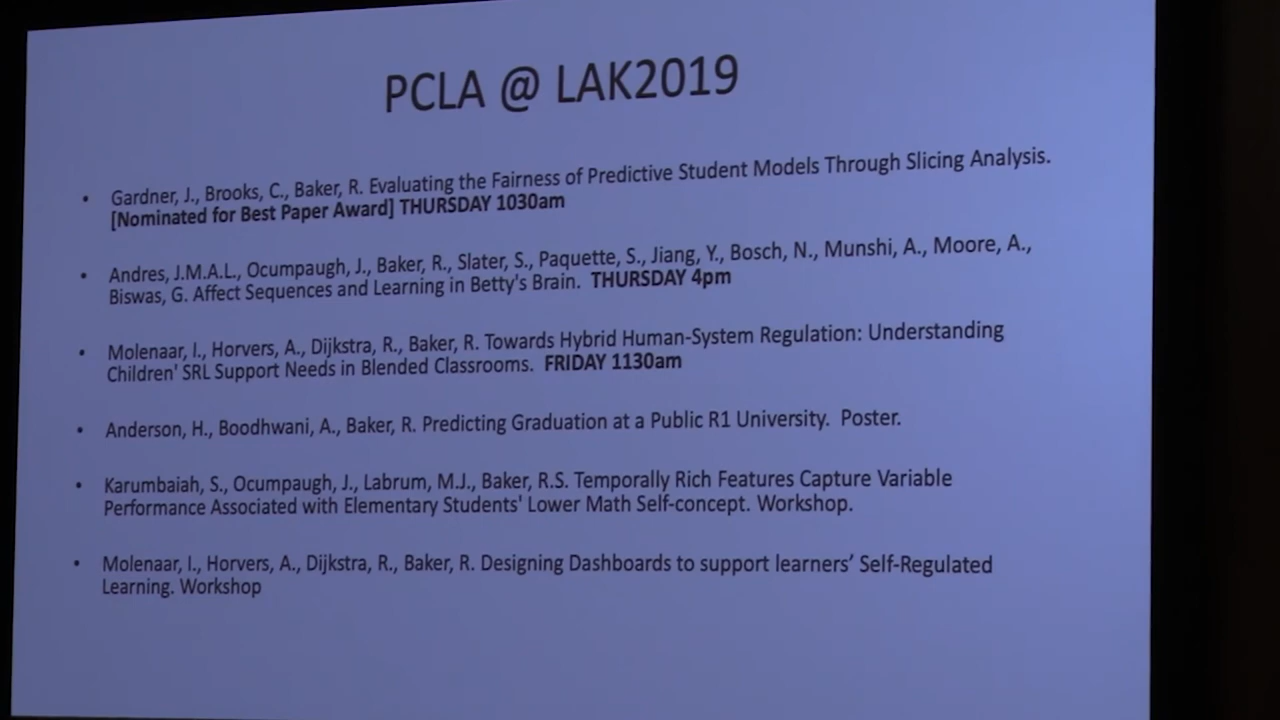 PCLA @ LAK2019
• Gardner, J., Brooks, C., Baker, R. Evaluating the Fairness of Predictive Student Models Through Slicing Analysis.
[Nominated for Best Paper Award] THURSDAY 1030am
• Andres, J.M.A.L., Ocumpaugh, J., Baker, R., Slater, S., Paquette, S., Jiang, Y., Bosch, N., Munshi, A., Moore, A.,
Biswas, G. Affect Sequences and Learning in Betty's Brain. THURSDAY 4pm
• Molenaar, I., Horvers, A., Dijkstra, R., Baker, R. Towards Hybrid Human-System Regulation: Understanding
Children' SRL Support Needs in Blended Classrooms. FRIDAY 1130am
• Anderson, H., Boodhwani, A., Baker, R. Predicting Graduation at a Public R1 University. Poster.
• Karumbaiah, S., Ocumpaugh, J., Labrum, M.J., Baker, R.S. Temporally Rich Features Capture Variable
Performance Associated with Elementary Students' Lower Math Self-concept. Workshop.
• Molenaar, I., Horvers, A., Dijkstra, R., Baker, R. Designing Dashboards to support learners’ Self-Regulated
Learning. Workshop